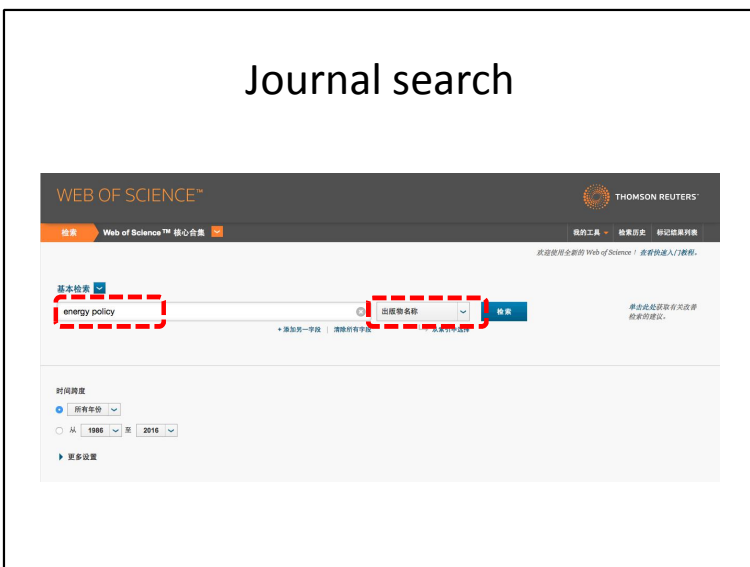 Journal search
WEB OF SCIENCE™
THOMSON REUTERS
检索 Web of Science™ 核心合集
我的工具 检索历史 标记结果列表
欢迎使用全新的 Web of Science！查看快速入门教程。
基本检索
energy policy 出版物名称 检索
单击此处获取有关改善
检索的建议。
+ 添加另一字段 | 清除所有字段
时间跨度
所有年份
从 1986 至 2016
更多设置